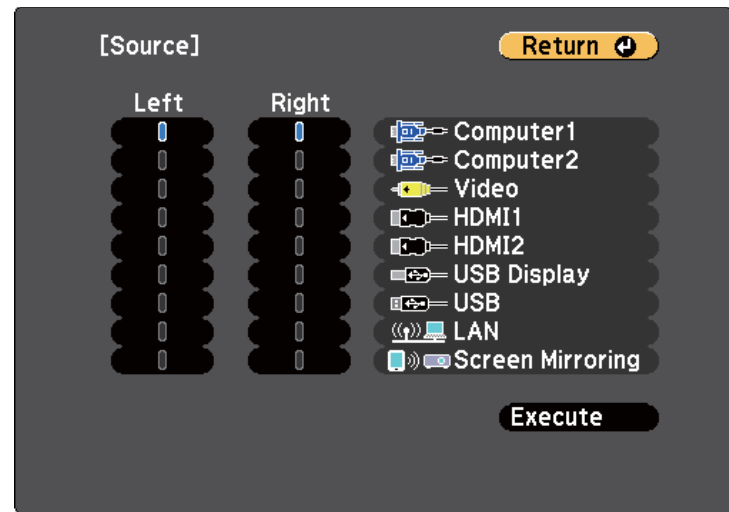 [Source]
Return
Left Right
Computer1
Computer2
Video
HDMI1
HDMI2
USB Display
USB
LAN
Screen Mirroring
Execute